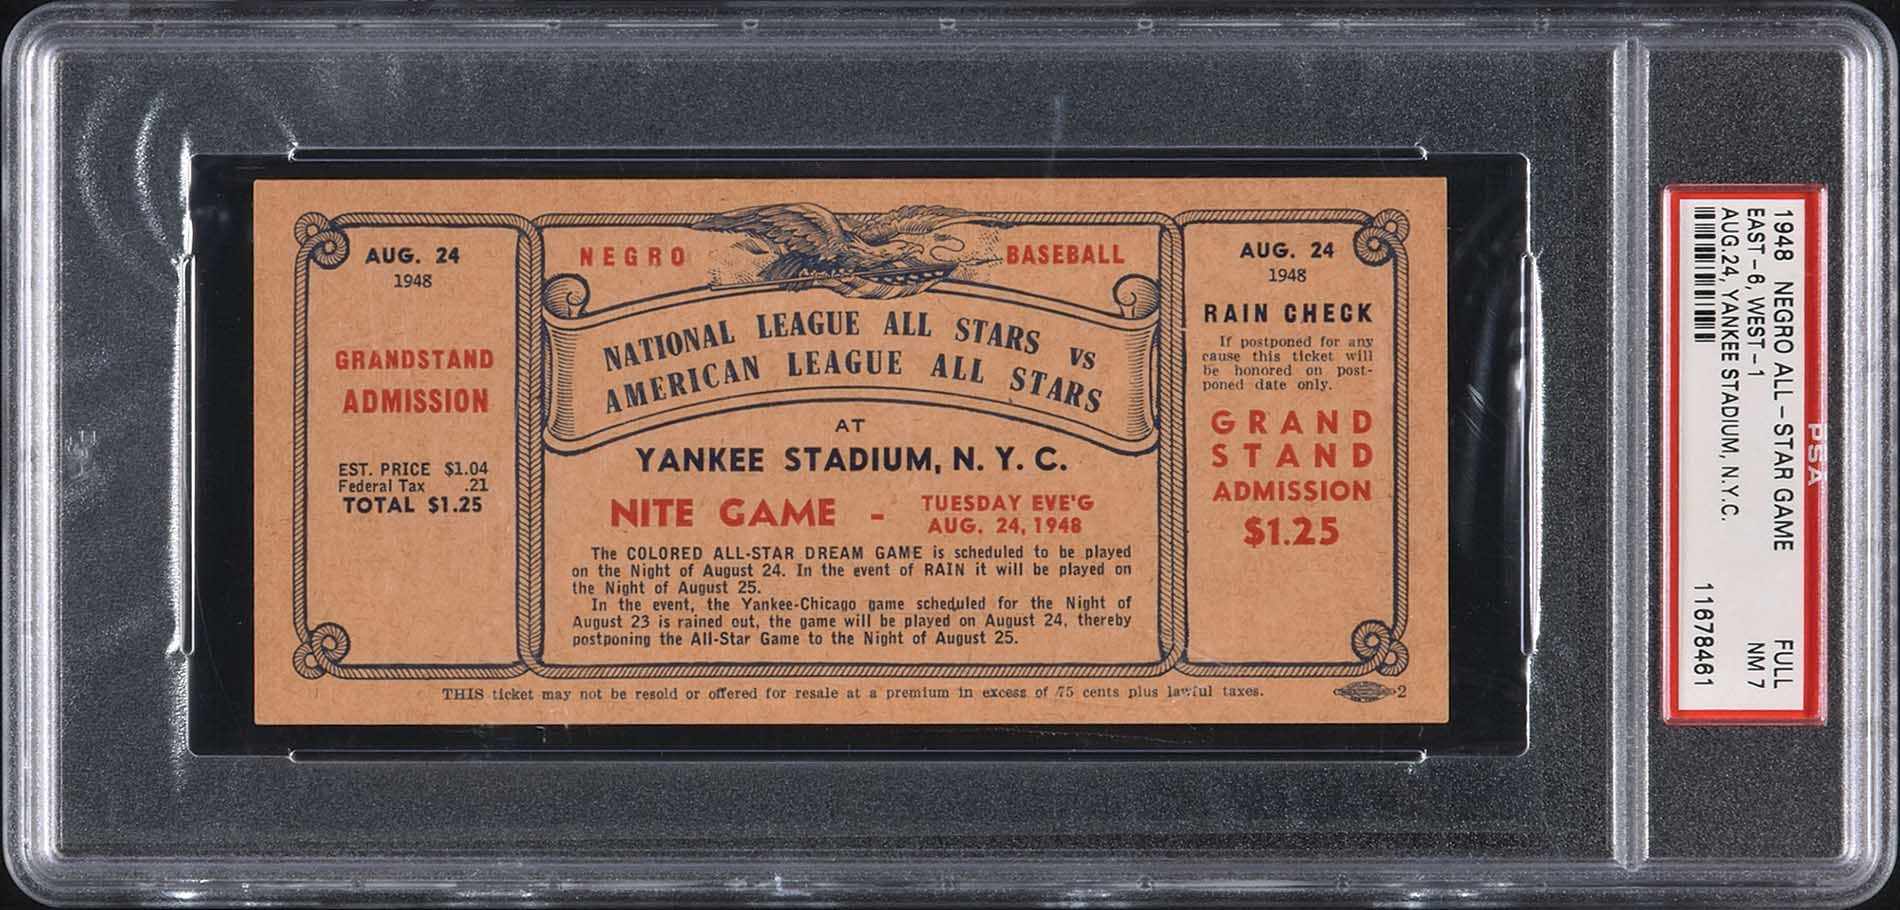 AUG. 24
1948
GRANDSTAND
ADMISSION
EST. PRICE $1.04
Federal Tax .21
TOTAL $1.25
NEGRO BASEBALL
NATIONAL LEAGUE ALL STARS VS
AMERICAN LEAGUE ALL STARS
AT
YANKEE STADIUM, N. Y. C.
NITE GAME - TUESDAY EVE'G
AUG. 24, 1948
The COLORED ALL-STAR DREAM GAME is scheduled to be played
on the Night of August 24. In the event of RAIN it will be played on
the Night of August 25.
In the event, the Yankee-Chicago game scheduled for the Night of
August 23 is rained out, the game will be played on August 24, thereby
postponing the All-Star Game to the Night of August 25.
AUG. 24
1948
RAIN CHECK
If postponed for any
cause this ticket will
be honored on post-
poned date only.
GRAND
STAND
ADMISSION
$1.25
THIS ticket may not be resold or offered for resale at a premium in excess of 75 cents plus lawful taxes.
2
PSA
1948 NEGRO ALL-STAR GAME FULL
EAST-6, WEST-1 NM 7
AUG.24, YANKEE STADIUM, N.Y.C.
11678461